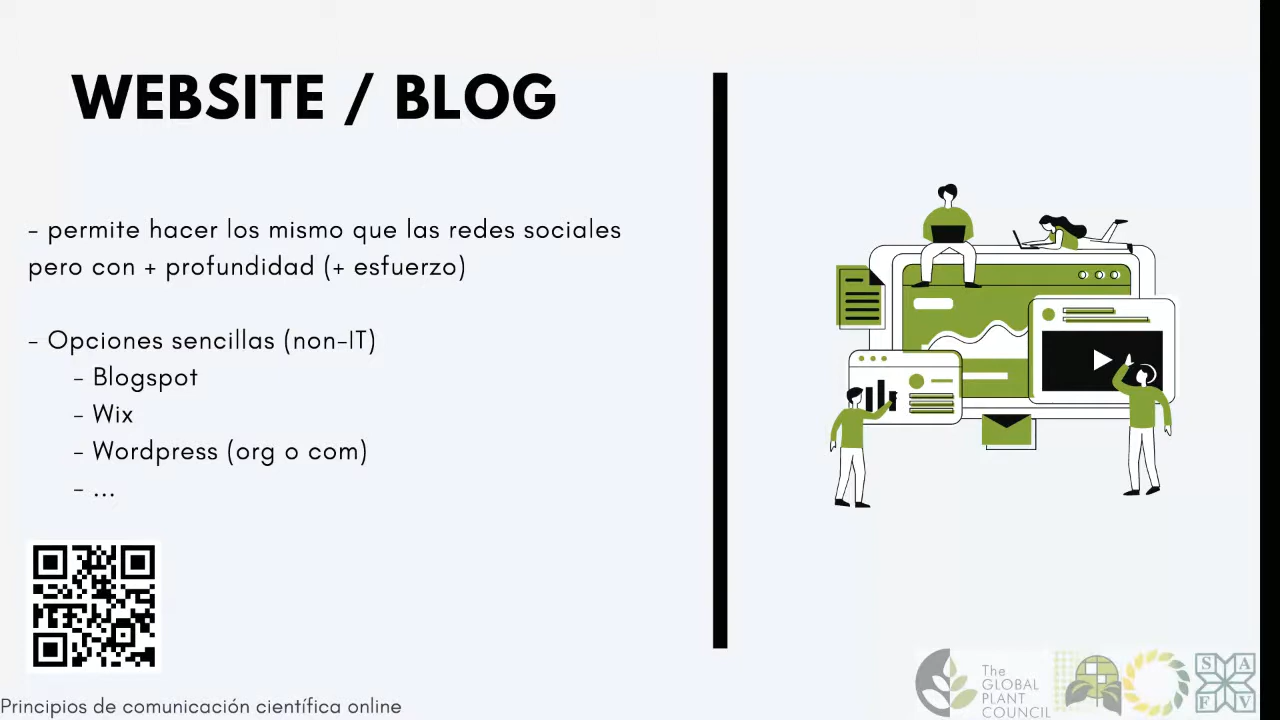 WEBSITE / BLOG
- permite hacer los mismo que las redes sociales
pero con + profundidad (+ esfuerzo)
- Opciones sencillas (non-IT)
- Blogspot
- Wix
- Wordpress (org o com)
- ...
Principios de comunicación científica online
The
GLOBAL
PLANT
COUNCIL
S A
F V